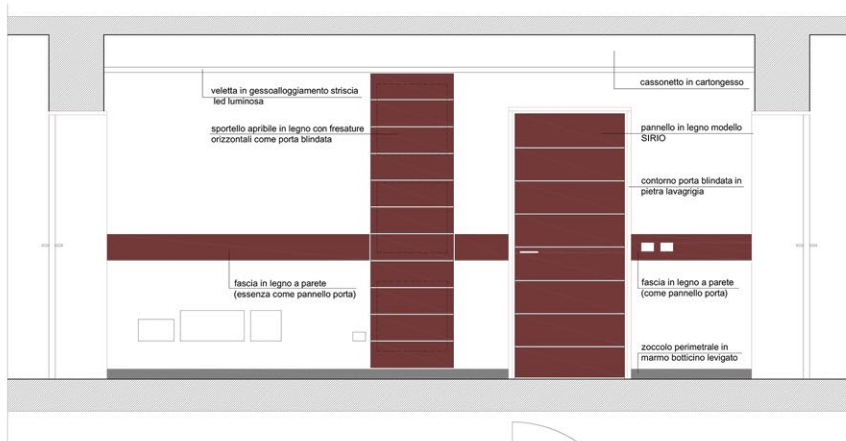 veletta in gessoalloggiamento striscia
led luminosa
cassonetto in cartongesso
sportello apribile in legno con fresature
orizzontali come porta blindata
pannello in legno modello
SIRIO
contorno porta blindata in
pietra lavagrigia
fascia in legno a parete
(essenza come pannello porta)
fascia in legno a parete
(come pannello porta)
zoccolo perimetrale in
marmo botticino levigato